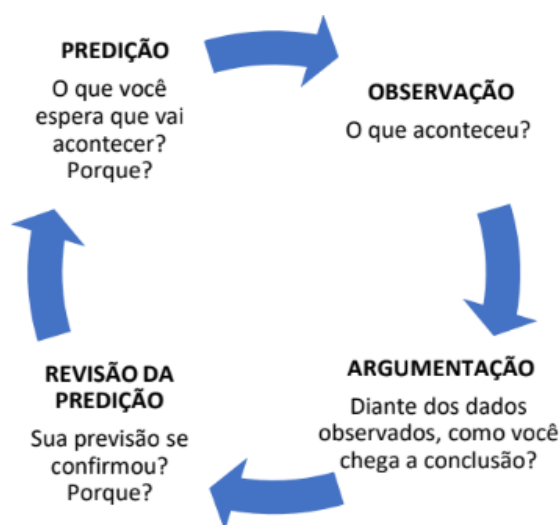 PREDIÇÃO
O que você
espera que vai
acontecer?
Porque?
OBSERVAÇÃO
O que aconteceu?
ARGUMENTAÇÃO
Diante dos dados
observados, como você
chega a conclusão?
REVISÃO DA
PREDIÇÃO
Sua previsão se
confirmou?
Porque?